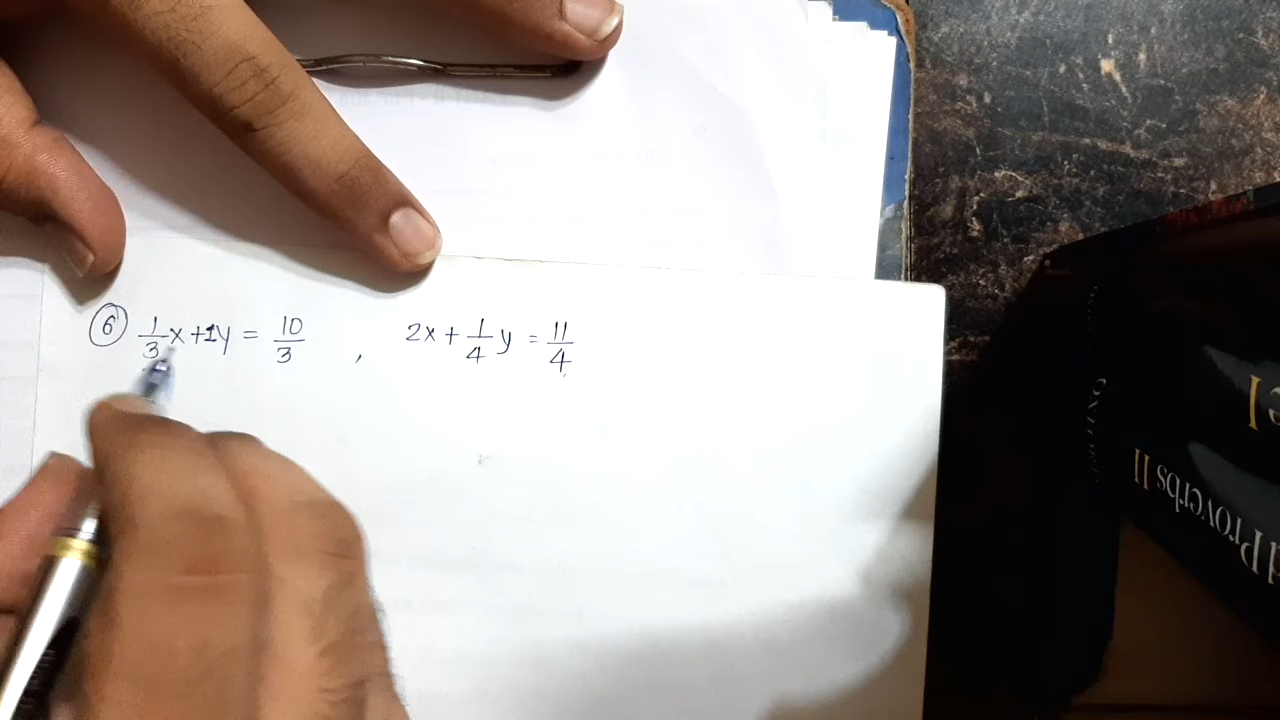 ⑥ 1/3 x + 1y = 10/3 , 2x + 1/4 y = 11/4
Proverbs II